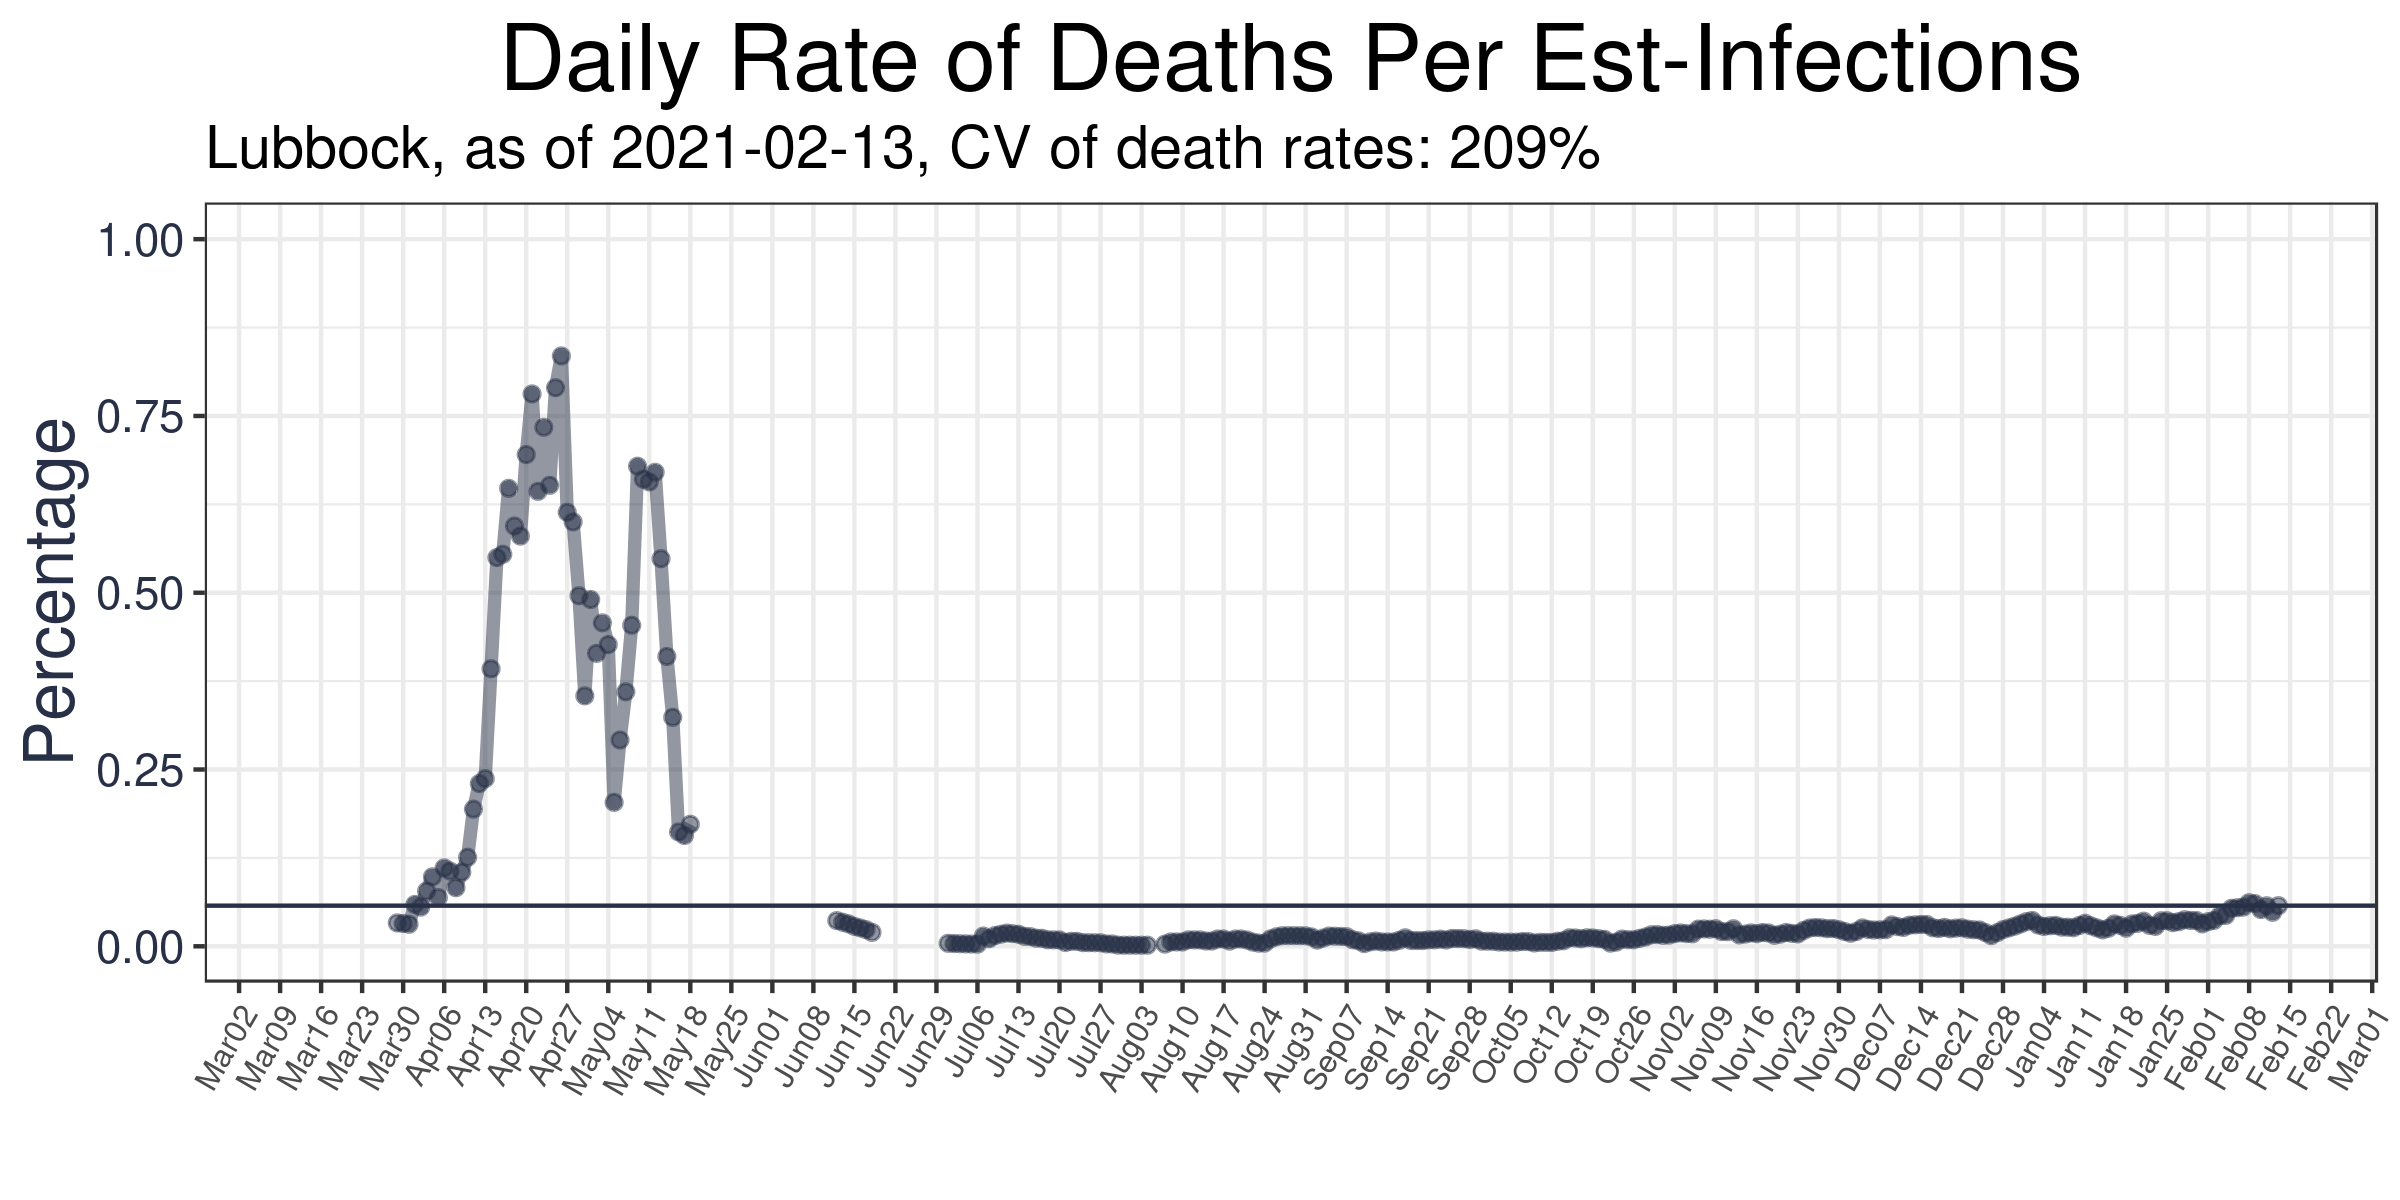 Daily Rate of Deaths Per Est-Infections
Lubbock, as of 2021-02-13, CV of death rates: 209%
Percentage
1.00
0.75
0.50
0.25
0.00
Mar02
Mar09
Mar16
Mar23
Mar30
Apr06
Apr13
Apr20
Apr27
May04
May11
May18
May25
Jun01
Jun08
Jun15
Jun22
Jun29
Jul06
Jul13
Jul20
Jul27
Aug03
Aug10
Aug17
Aug24
Aug31
Sep07
Sep14
Sep21
Sep28
Oct05
Oct12
Oct19
Oct26
Nov02
Nov09
Nov16
Nov23
Nov30
Dec07
Dec14
Dec21
Dec28
Jan04
Jan11
Jan18
Jan25
Feb01
Feb08
Feb15
Feb22
Mar01